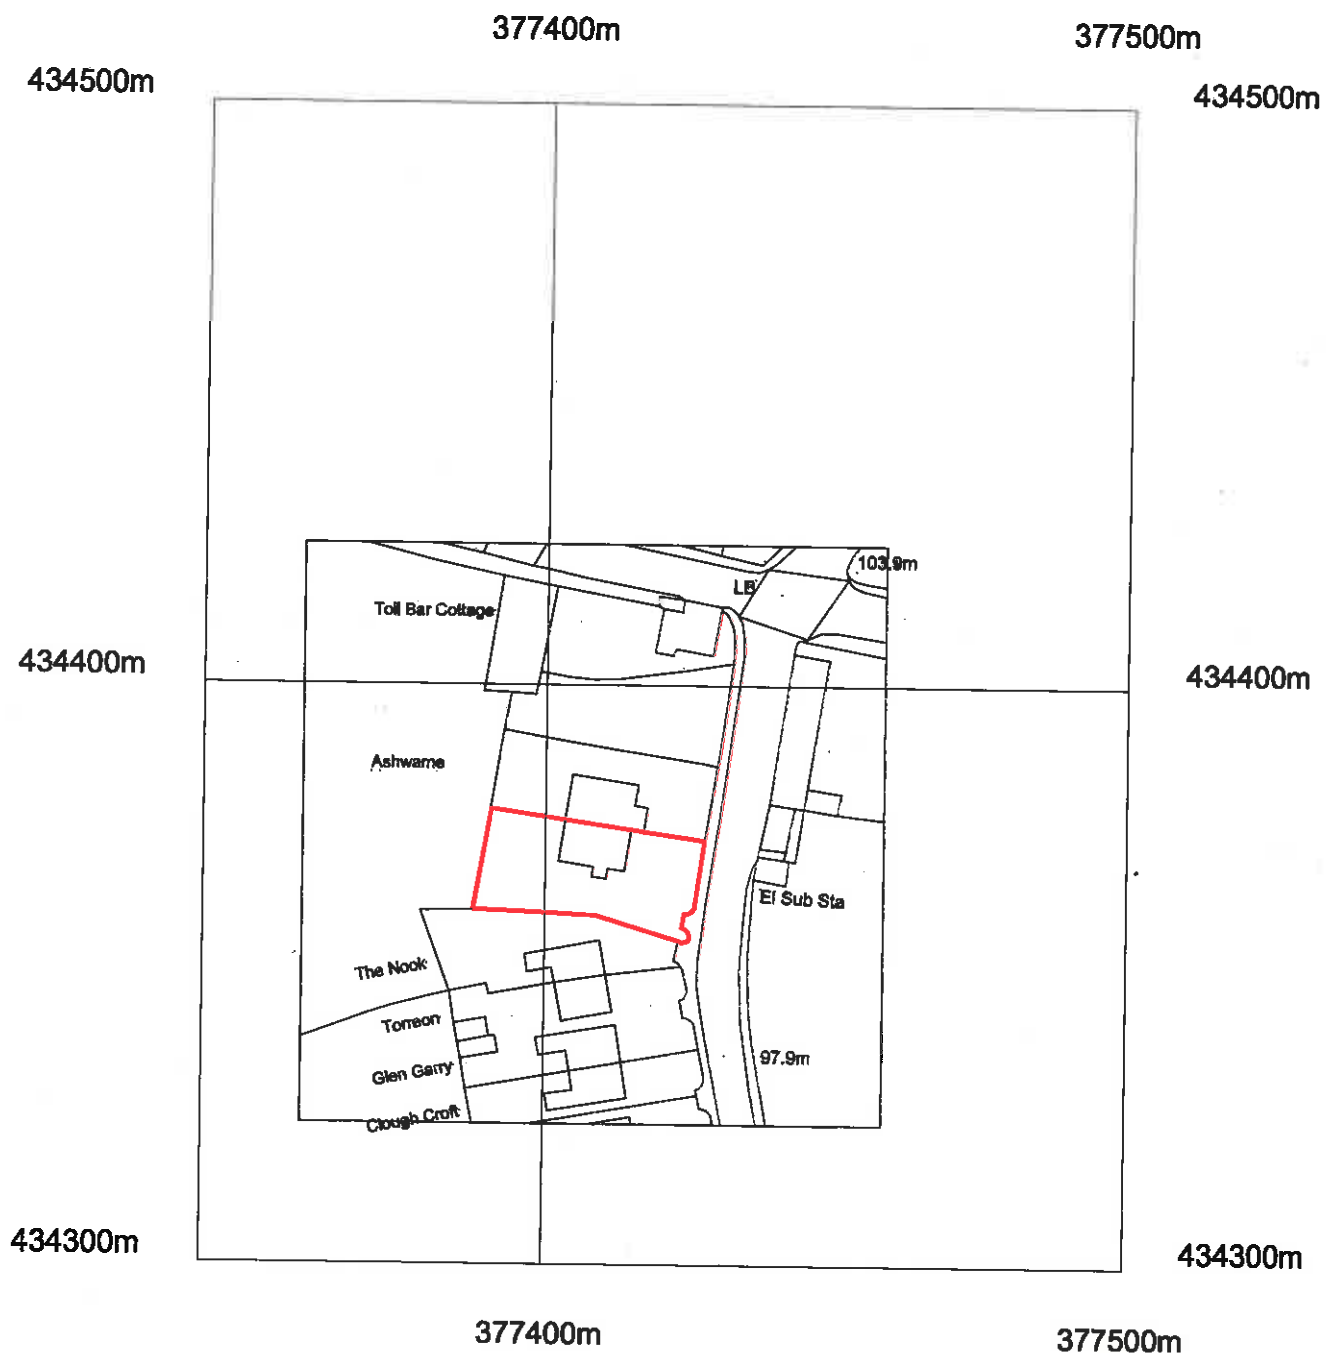 377400m
377500m
434500m
434500m
103.9m
LB
Toll Bar Cottage
434400m
434400m
Ashwarne
El Sub Sta
The Nook
Torreon
97.9m
Glen Garry
Clough Croft
434300m
434300m
377400m
377500m